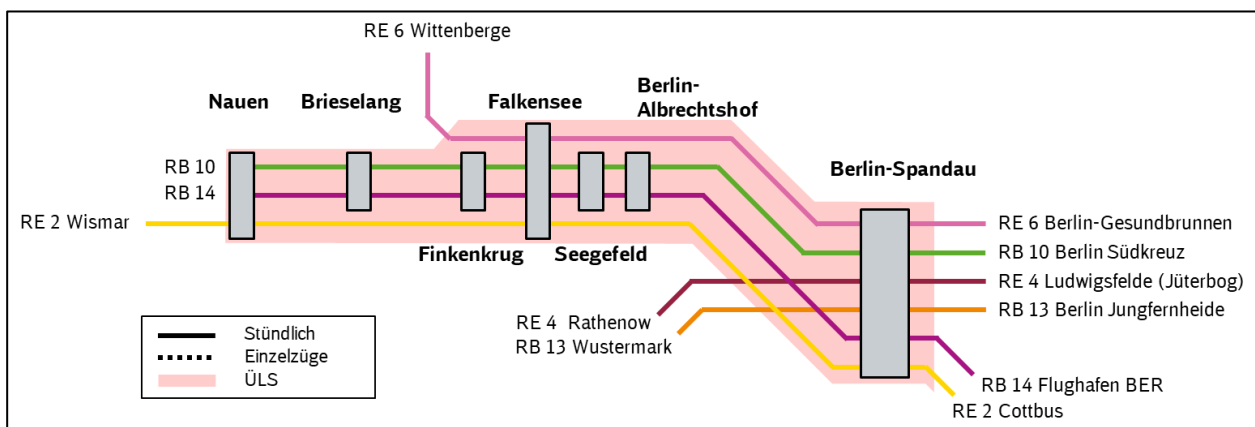 RE 6 Wittenberge
Berlin-
Albrechtshof
Nauen
Brieselang
Falkensee
Berlin-Spandau
RB 10
RB 14
RE 2 Wismar
Finkenkrug
Seegefeld
RE 6 Berlin-Gesundbrunnen
RB 10 Berlin Südkreuz
RE 4 Ludwigsfelde (Jüterbog)
RB 13 Berlin Jungfernheide
RE 4 Rathenow
RB 13 Wustermark
RB 14 Flughafen BER
RE 2 Cottbus
Stündlich
Einzelzüge
ÜLS